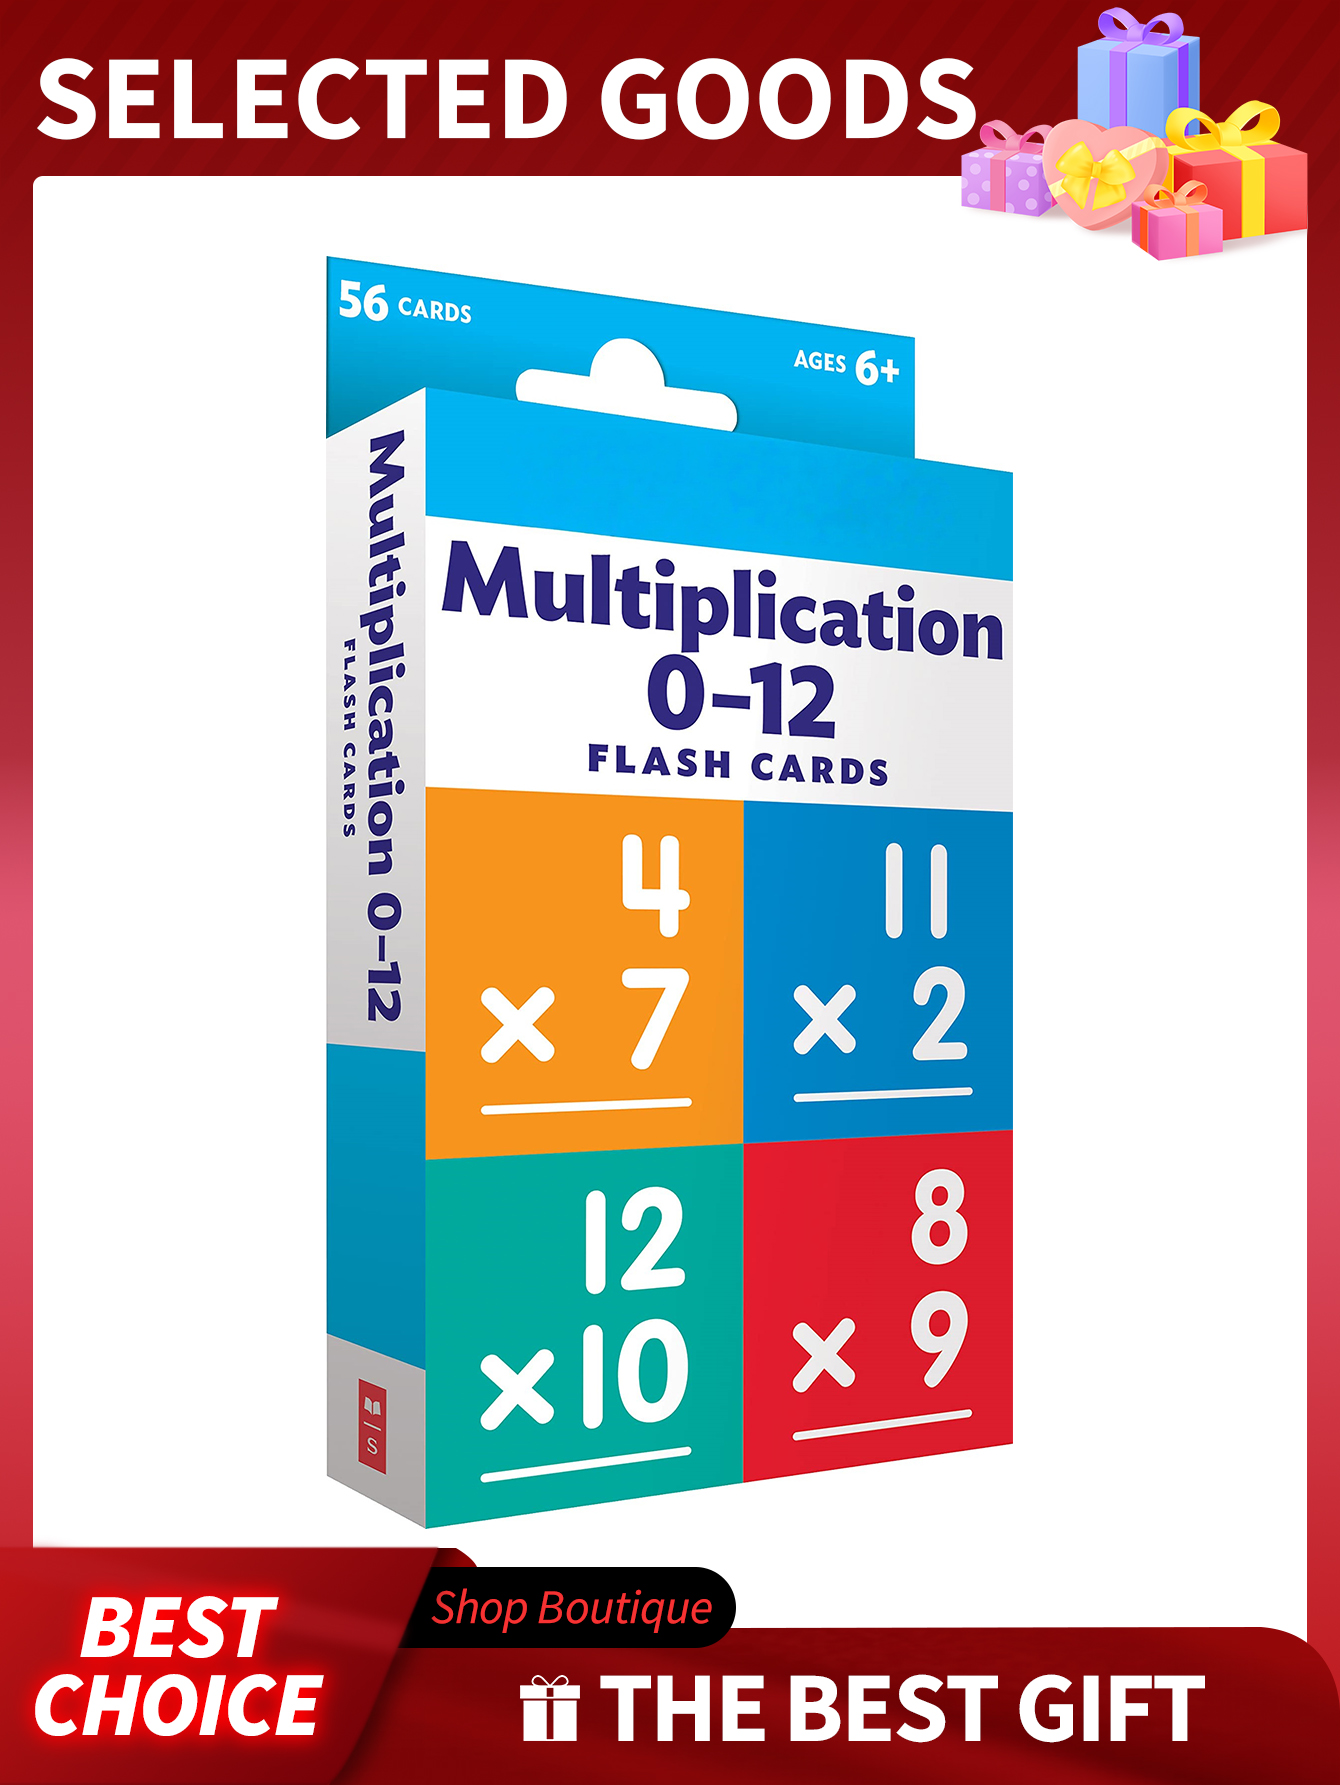 SELECTED GOODS
56 CARDS
AGES 6+
Multiplication 0-12
FLASH CARDS
Multiplication
0-12
FLASH CARDS
4
× 7
11
× 2
12
×10
8
× 9
S
BEST
CHOICE
Shop Boutique
THE BEST GIFT